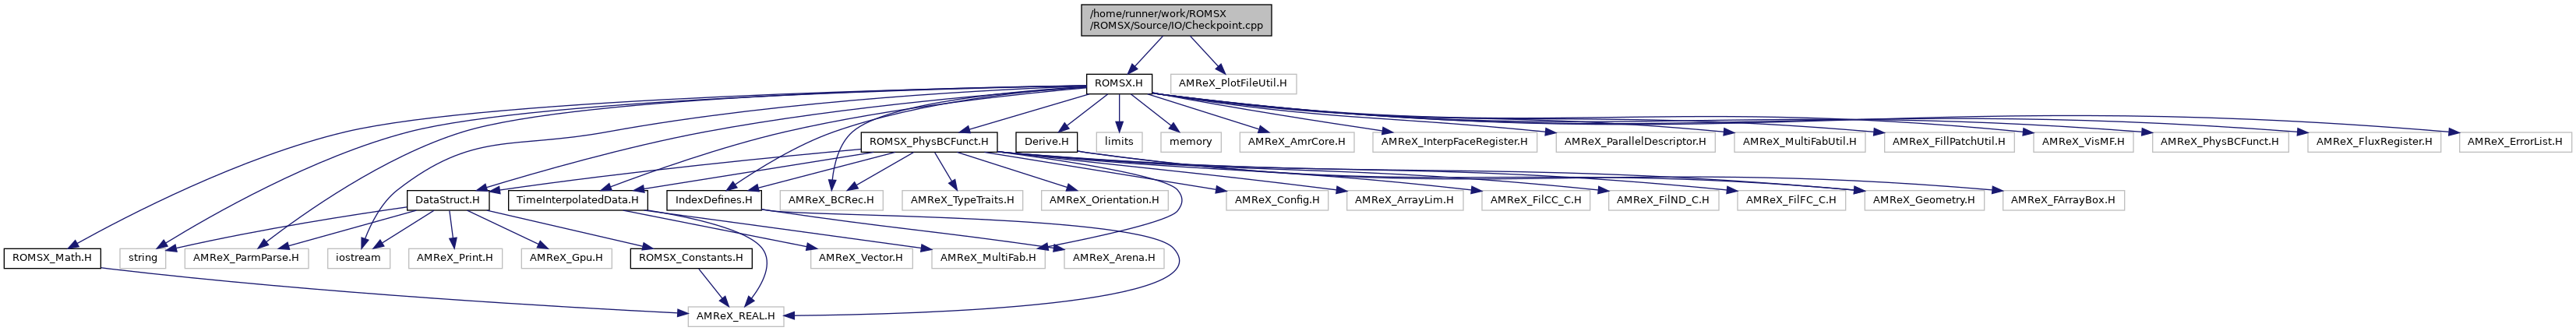 /home/runner/work/ROMSX
/ROMSX/Source/IO/Checkpoint.cpp
ROMSX.H
AMReX_PlotFileUtil.H
ROMSX_PhysBCFunct.H
Derive.H
limits
memory
AMReX_AmrCore.H
AMReX_InterpFaceRegister.H
AMReX_ParallelDescriptor.H
AMReX_MultiFabUtil.H
AMReX_FillPatchUtil.H
AMReX_VisMF.H
AMReX_PhysBCFunct.H
AMReX_FluxRegister.H
AMReX_ErrorList.H
DataStruct.H
TimeInterpolatedData.H
IndexDefines.H
AMReX_BCRec.H
AMReX_TypeTraits.H
AMReX_Orientation.H
AMReX_Config.H
AMReX_ArrayLim.H
AMReX_FilCC_C.H
AMReX_FilND_C.H
AMReX_FilFC_C.H
AMReX_Geometry.H
AMReX_FArrayBox.H
ROMSX_Math.H
string
AMReX_ParmParse.H
iostream
AMReX_Print.H
AMReX_Gpu.H
ROMSX_Constants.H
AMReX_Vector.H
AMReX_MultiFab.H
AMReX_Arena.H
AMReX_REAL.H